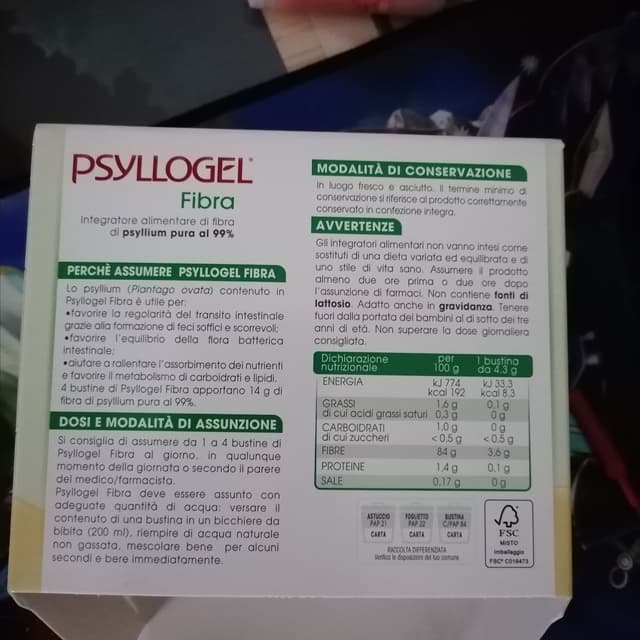 PSYLLOGEL®
Fibra
Integratore alimentare di fibra
di psyllium pura al 99%
PERCHÈ ASSUMERE PSYLLOGEL FIBRA
Lo psyllium (Plantago ovata) contenuto in
Psyllogel Fibra è utile per:
•favorire la regolarità del transito intestinale
grazie alla formazione di feci soffici e scorrevoli;
•favorire l'equilibrio della flora batterica
intestinale;
•aiutare a rallentare l'assorbimento dei nutrienti
e favorire il metabolismo di carboidrati e lipidi.
4 bustine di Psyllogel Fibra apportano 14 g di
fibra di psyllium pura al 99%.
DOSI E MODALITÀ DI ASSUNZIONE
Si consiglia di assumere da 1 a 4 bustine di
Psyllogel Fibra al giorno, in qualunque
momento della giornata o secondo il parere
del medico/farmacista.
Psyllogel Fibra deve essere assunto con
adeguate quantità di acqua: versare il
contenuto di una bustina in un bicchiere da
bibita (200 ml), riempire di acqua naturale
non gassata, mescolare bene per alcuni
secondi e bere immediatamente.
MODALITÀ DI CONSERVAZIONE
In luogo fresco e asciutto. Il termine minimo di
conservazione si riferisce al prodotto correttamente
conservato in confezione integra.
AVVERTENZE
Gli integratori alimentari non vanno intesi come
sostituti di una dieta variata ed equilibrata e di
uno stile di vita sano. Assumere il prodotto
almeno due ore prima o due ore dopo
l'assunzione di farmaci. Non contiene fonti di
lattosio. Adatto anche in gravidanza. Tenere
fuori dalla portata dei bambini al di sotto dei tre
anni di età. Non superare la dose giornaliera
consigliata.
Dichiarazione nutrizionale per 100 g 1 bustina da 4,3 g
ENERGIA kJ 774 kJ 33,3
kcal 192 kcal 8,3
GRASSI 1,6 g 0,1 g
di cui acidi grassi saturi 0,3 g 0 g
CARBOIDRATI 1,0 g 0 g
di cui zuccheri < 0,5 g < 0,5 g
FIBRE 84 g 3,6 g
PROTEINE 1,4 g 0,1 g
SALE 0,17 g 0 g
ASTUCCIO FOGLIETTO BUSTINA
PAP 21 PAP 22 C/PAP 84
CARTA CARTA CARTA
RACCOLTA DIFFERENZIATA
Verifica le disposizioni del tuo comune
FSC
MISTO
Imballaggio
FSC® C016473